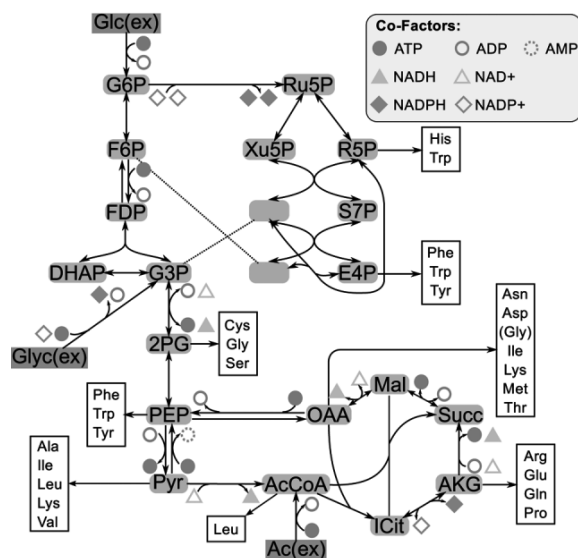 Glc(ex)
Co-Factors:
ATP
ADP
AMP
NADH
NAD+
NADPH
NADP+
G6P
Ru5P
F6P
Xu5P
R5P
His
Trp
FDP
S7P
DHAP
G3P
E4P
Phe
Trp
Tyr
Glyc(ex)
2PG
Cys
Gly
Ser
Asn
Asp
(Gly)
Ile
Lys
Met
Thr
Phe
Trp
Tyr
PEP
OAA
Mal
Succ
Ala
Ile
Leu
Lys
Val
Pyr
AcCoA
AKG
Arg
Glu
Gln
Pro
Leu
ICit
Ac(ex)